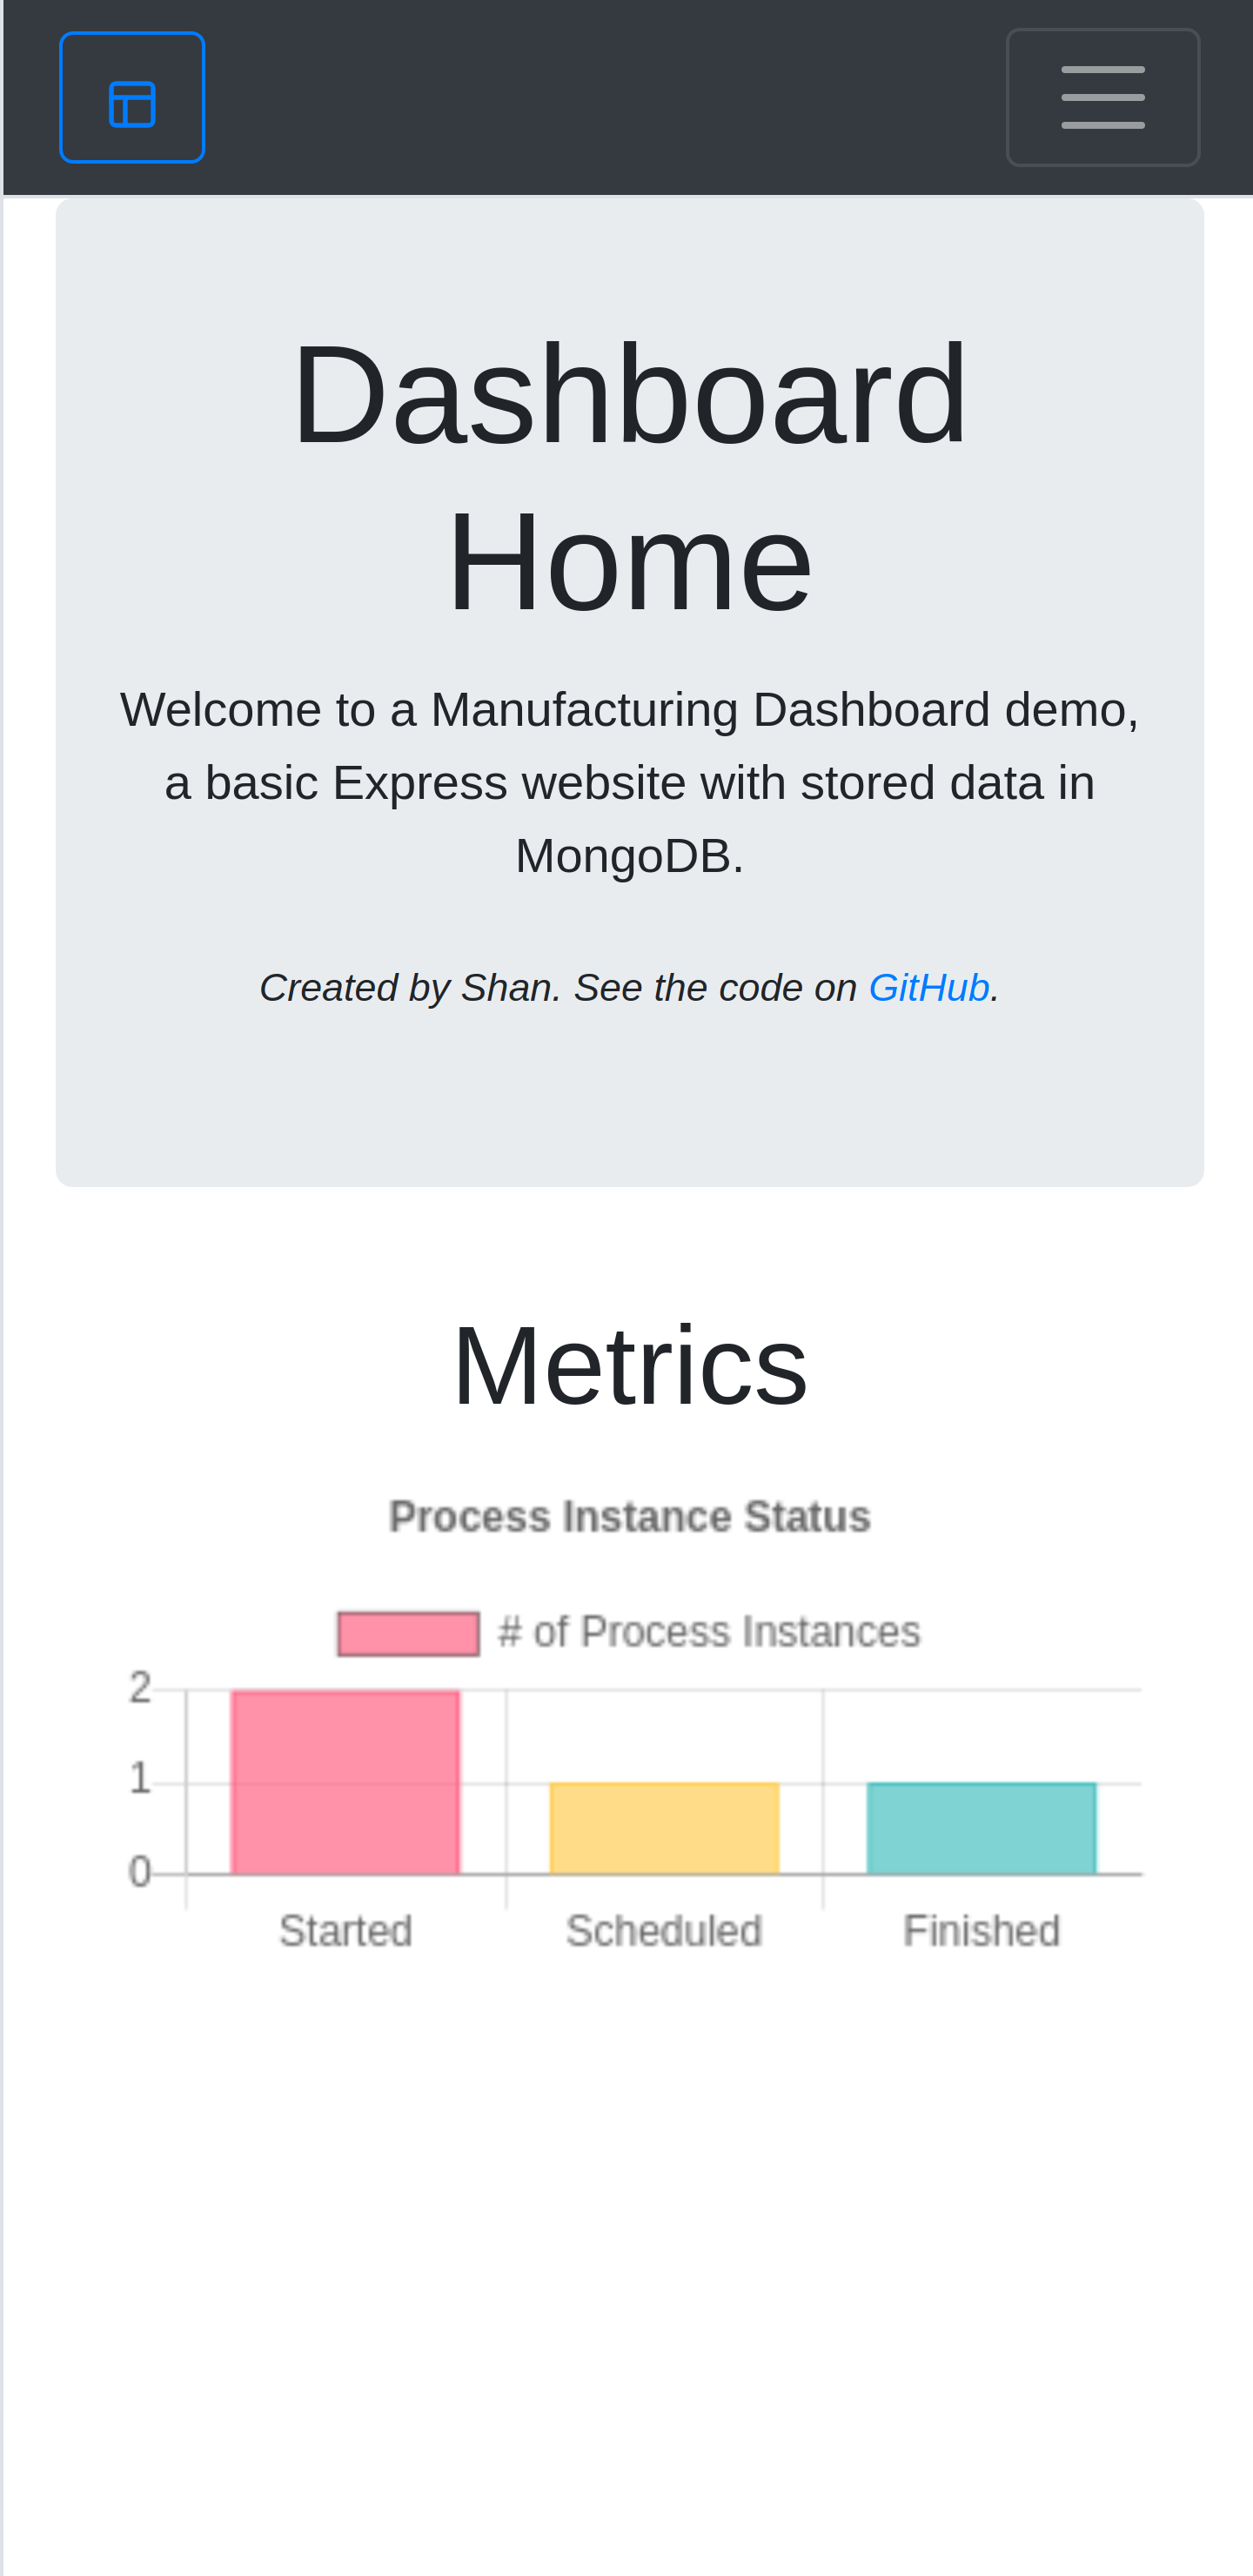 Dashboard
Home
Welcome to a Manufacturing Dashboard demo,
a basic Express website with stored data in
MongoDB.
Created by Shan. See the code on GitHub.
Metrics
Process Instance Status
# of Process Instances
2
1
0
Started Scheduled Finished